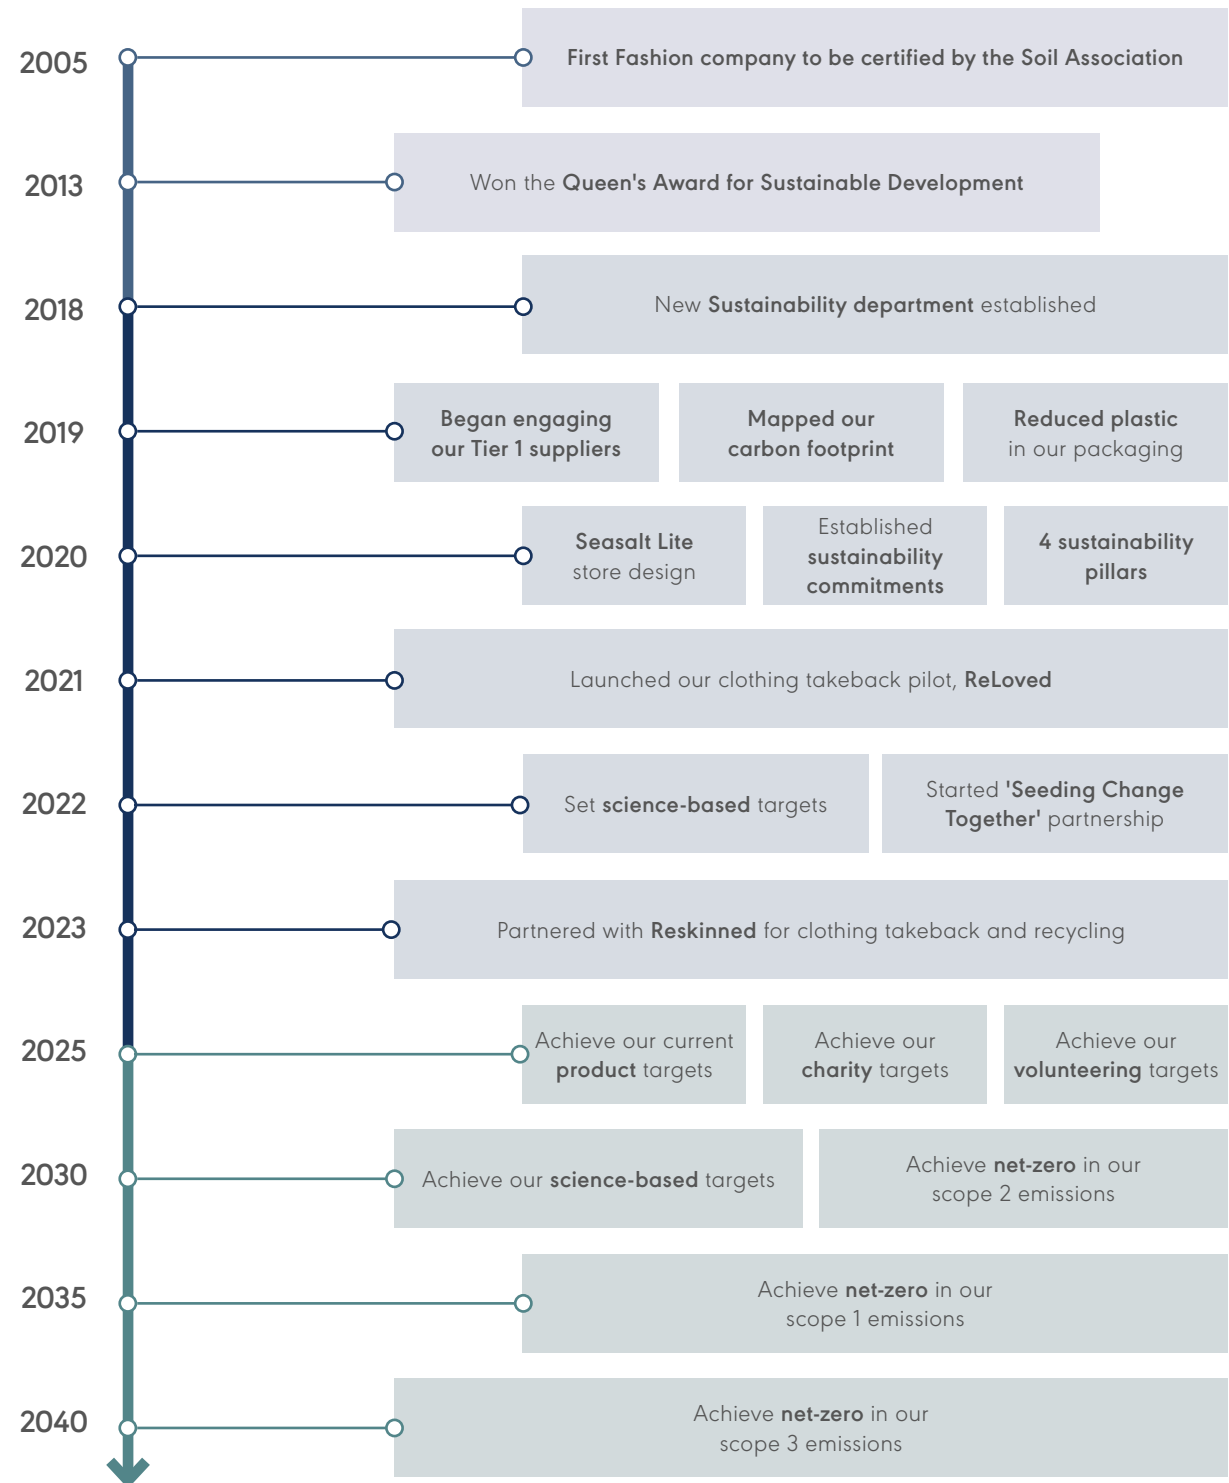 2005
First Fashion company to be certified by the Soil Association
2013
Won the Queen's Award for Sustainable Development
2018
New Sustainability department established
2019
Began engaging
our Tier 1 suppliers
Mapped our
carbon footprint
Reduced plastic
in our packaging
2020
Seasalt Lite
store design
Established
sustainability
commitments
4 sustainability
pillars
2021
Launched our clothing takeback pilot, ReLoved
2022
Set science-based targets
Started 'Seeding Change
Together' partnership
2023
Partnered with Reskinned for clothing takeback and recycling
2025
Achieve our current
product targets
Achieve our
charity targets
Achieve our
volunteering targets
2030
Achieve our science-based targets
Achieve net-zero in our
scope 2 emissions
2035
Achieve net-zero in our
scope 1 emissions
2040
Achieve net-zero in our
scope 3 emissions